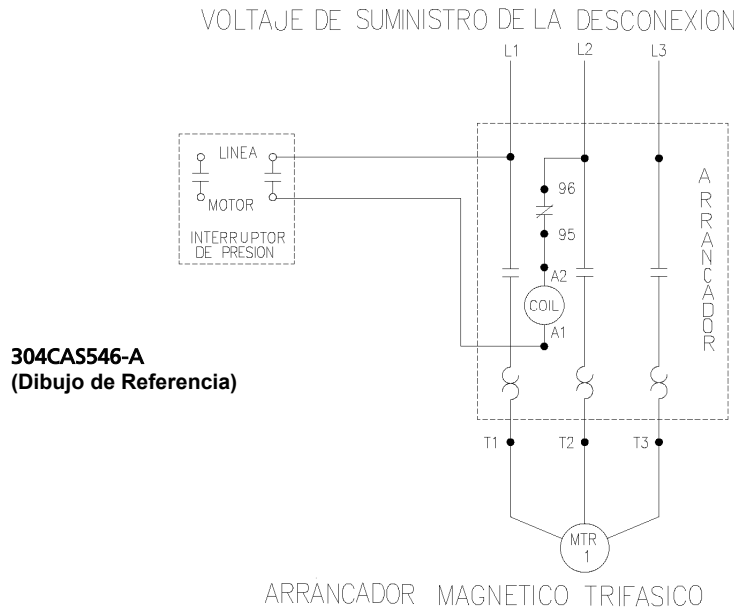 VOLTAJE DE SUMINISTRO DE LA DESCONEXION
L1 L2 L3
LINEA
MOTOR
INTERRUPTOR
DE PRESION
96
95
A2
COIL
A1
ARRANCADOR
304CAS546-A
(Dibujo de Referencia)
T1 T2 T3
MTR
1
ARRANCADOR MAGNETICO TRIFASICO